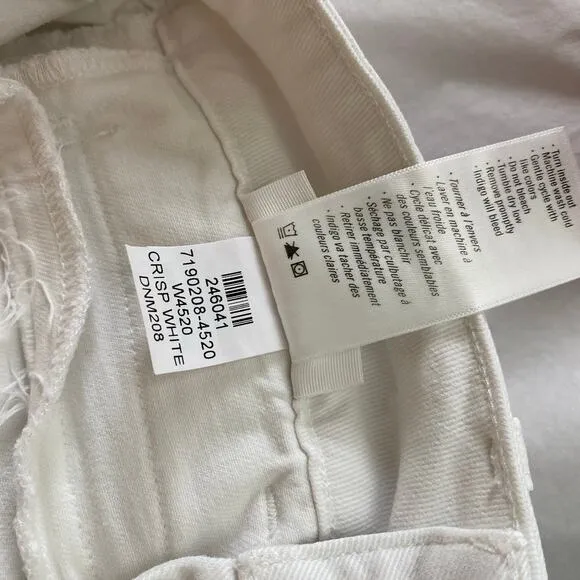 246041
7190208-4520
W4520
CRISP WHITE
DNM208
Turn inside out
• Machine wash cold
• Gentle cycle with
like colors
• Do not bleach
• Tumble dry low
• Remove promptly
Indigo will bleed
• Tourner à l'envers
• Laver en machine à
l'eau froide
• Cycle délicat avec
des couleurs semblables
• Ne pas blanchir
• Séchage par culbutage à
basse température
• Retirer immédiatement
• Indigo va tacher des
couleurs claires